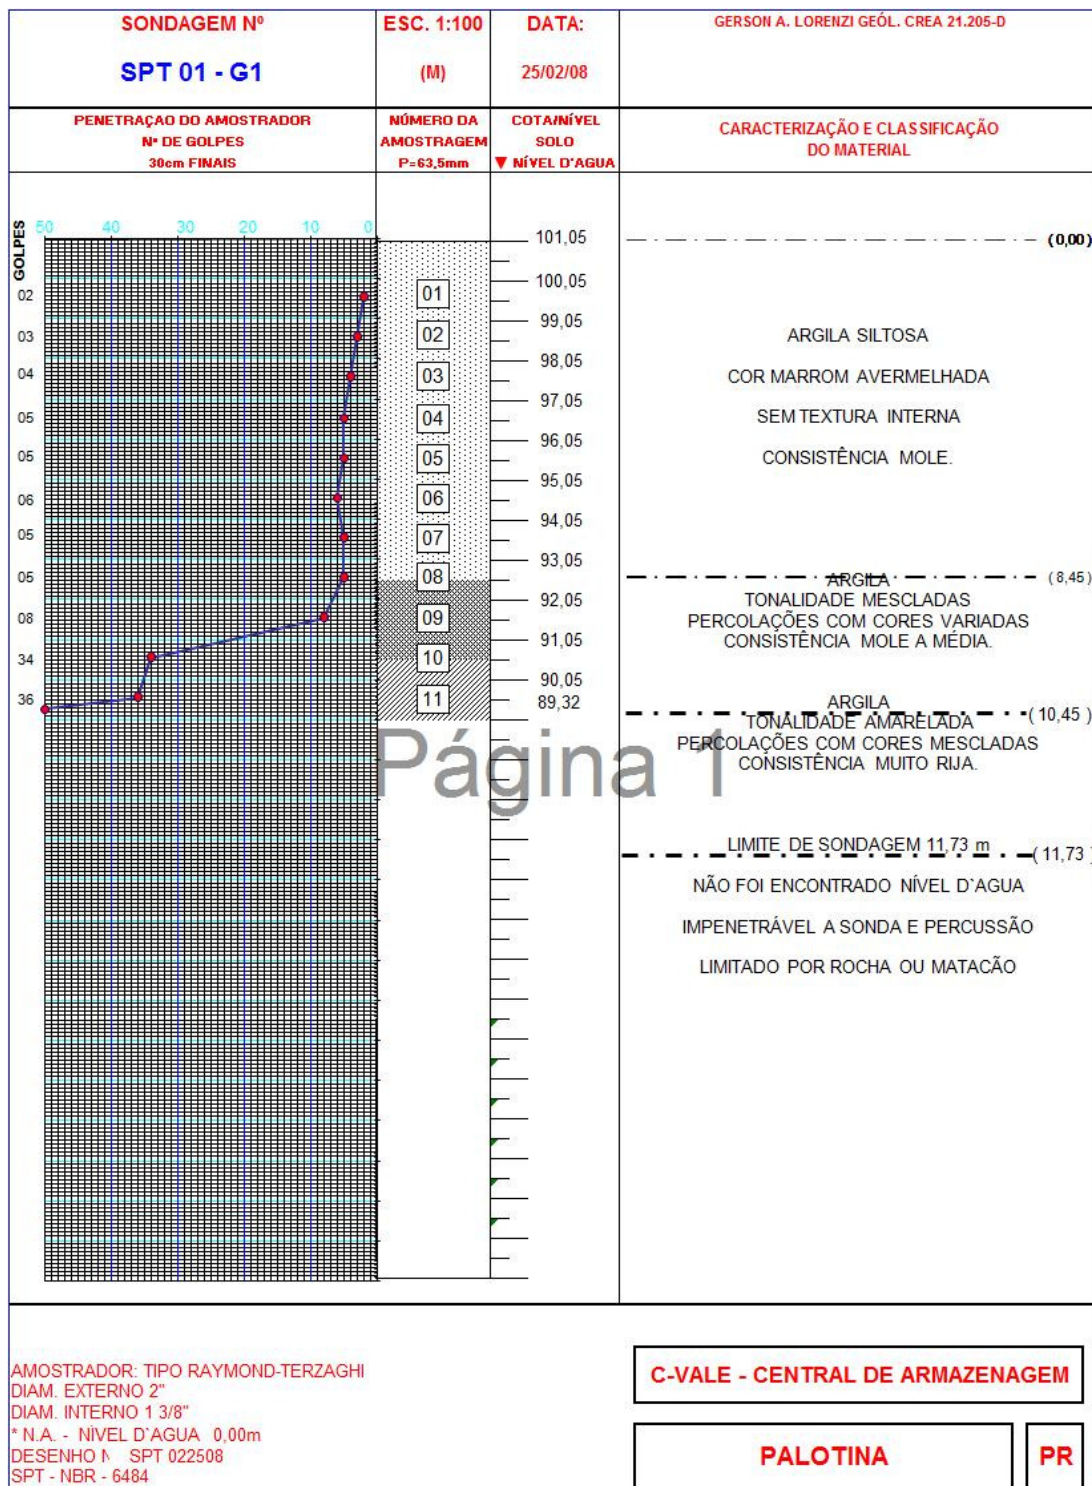 SONDAGEM Nº
SPT 01 - G1
ESC. 1:100
(M)
DATA:
25/02/08
GERSON A. LORENZI GEÓL. CREA 21.205-D
PENETRAÇAO DO AMOSTRADOR
Nº DE GOLPES
30cm FINAIS
NÚMERO DA
AMOSTRAGEM
P=63,5mm
COTA/NÍVEL
SOLO
▼ NÍVEL D'AGUA
CARACTERIZAÇÃO E CLASSIFICAÇÃO
DO MATERIAL
GOLPES
50 40 30 20 10 0
02
03
04
05
05
06
05
05
08
34
36
01
02
03
04
05
06
07
08
09
10
11
101,05
100,05
99,05
98,05
97,05
96,05
95,05
94,05
93,05
92,05
91,05
90,05
89,32
(0,00)
ARGILA SILTOSA
COR MARROM AVERMELHADA
SEM TEXTURA INTERNA
CONSISTÊNCIA MOLE.
ARGILA (8,45)
TONALIDADE MESCLADAS
PERCOLAÇÕES COM CORES VARIADAS
CONSISTÊNCIA MOLE A MÉDIA.
ARGILA
(10,45)
TONALIDADE AMARELADA
PERCOLAÇÕES COM CORES MESCLADAS
CONSISTÊNCIA MUITO RIJA.
Página 1
LIMITE DE SONDAGEM 11,73 m
(11,73)
NÃO FOI ENCONTRADO NÍVEL D`AGUA
IMPENETRÁVEL A SONDA E PERCUSSÃO
LIMITADO POR ROCHA OU MATACÃO
AMOSTRADOR: TIPO RAYMOND-TERZAGHI
DIAM. EXTERNO 2"
DIAM. INTERNO 1 3/8"
* N.A. - NÍVEL D`AGUA 0,00m
DESENHO N SPT 022508
SPT - NBR - 6484
C-VALE - CENTRAL DE ARMAZENAGEM
PALOTINA
PR